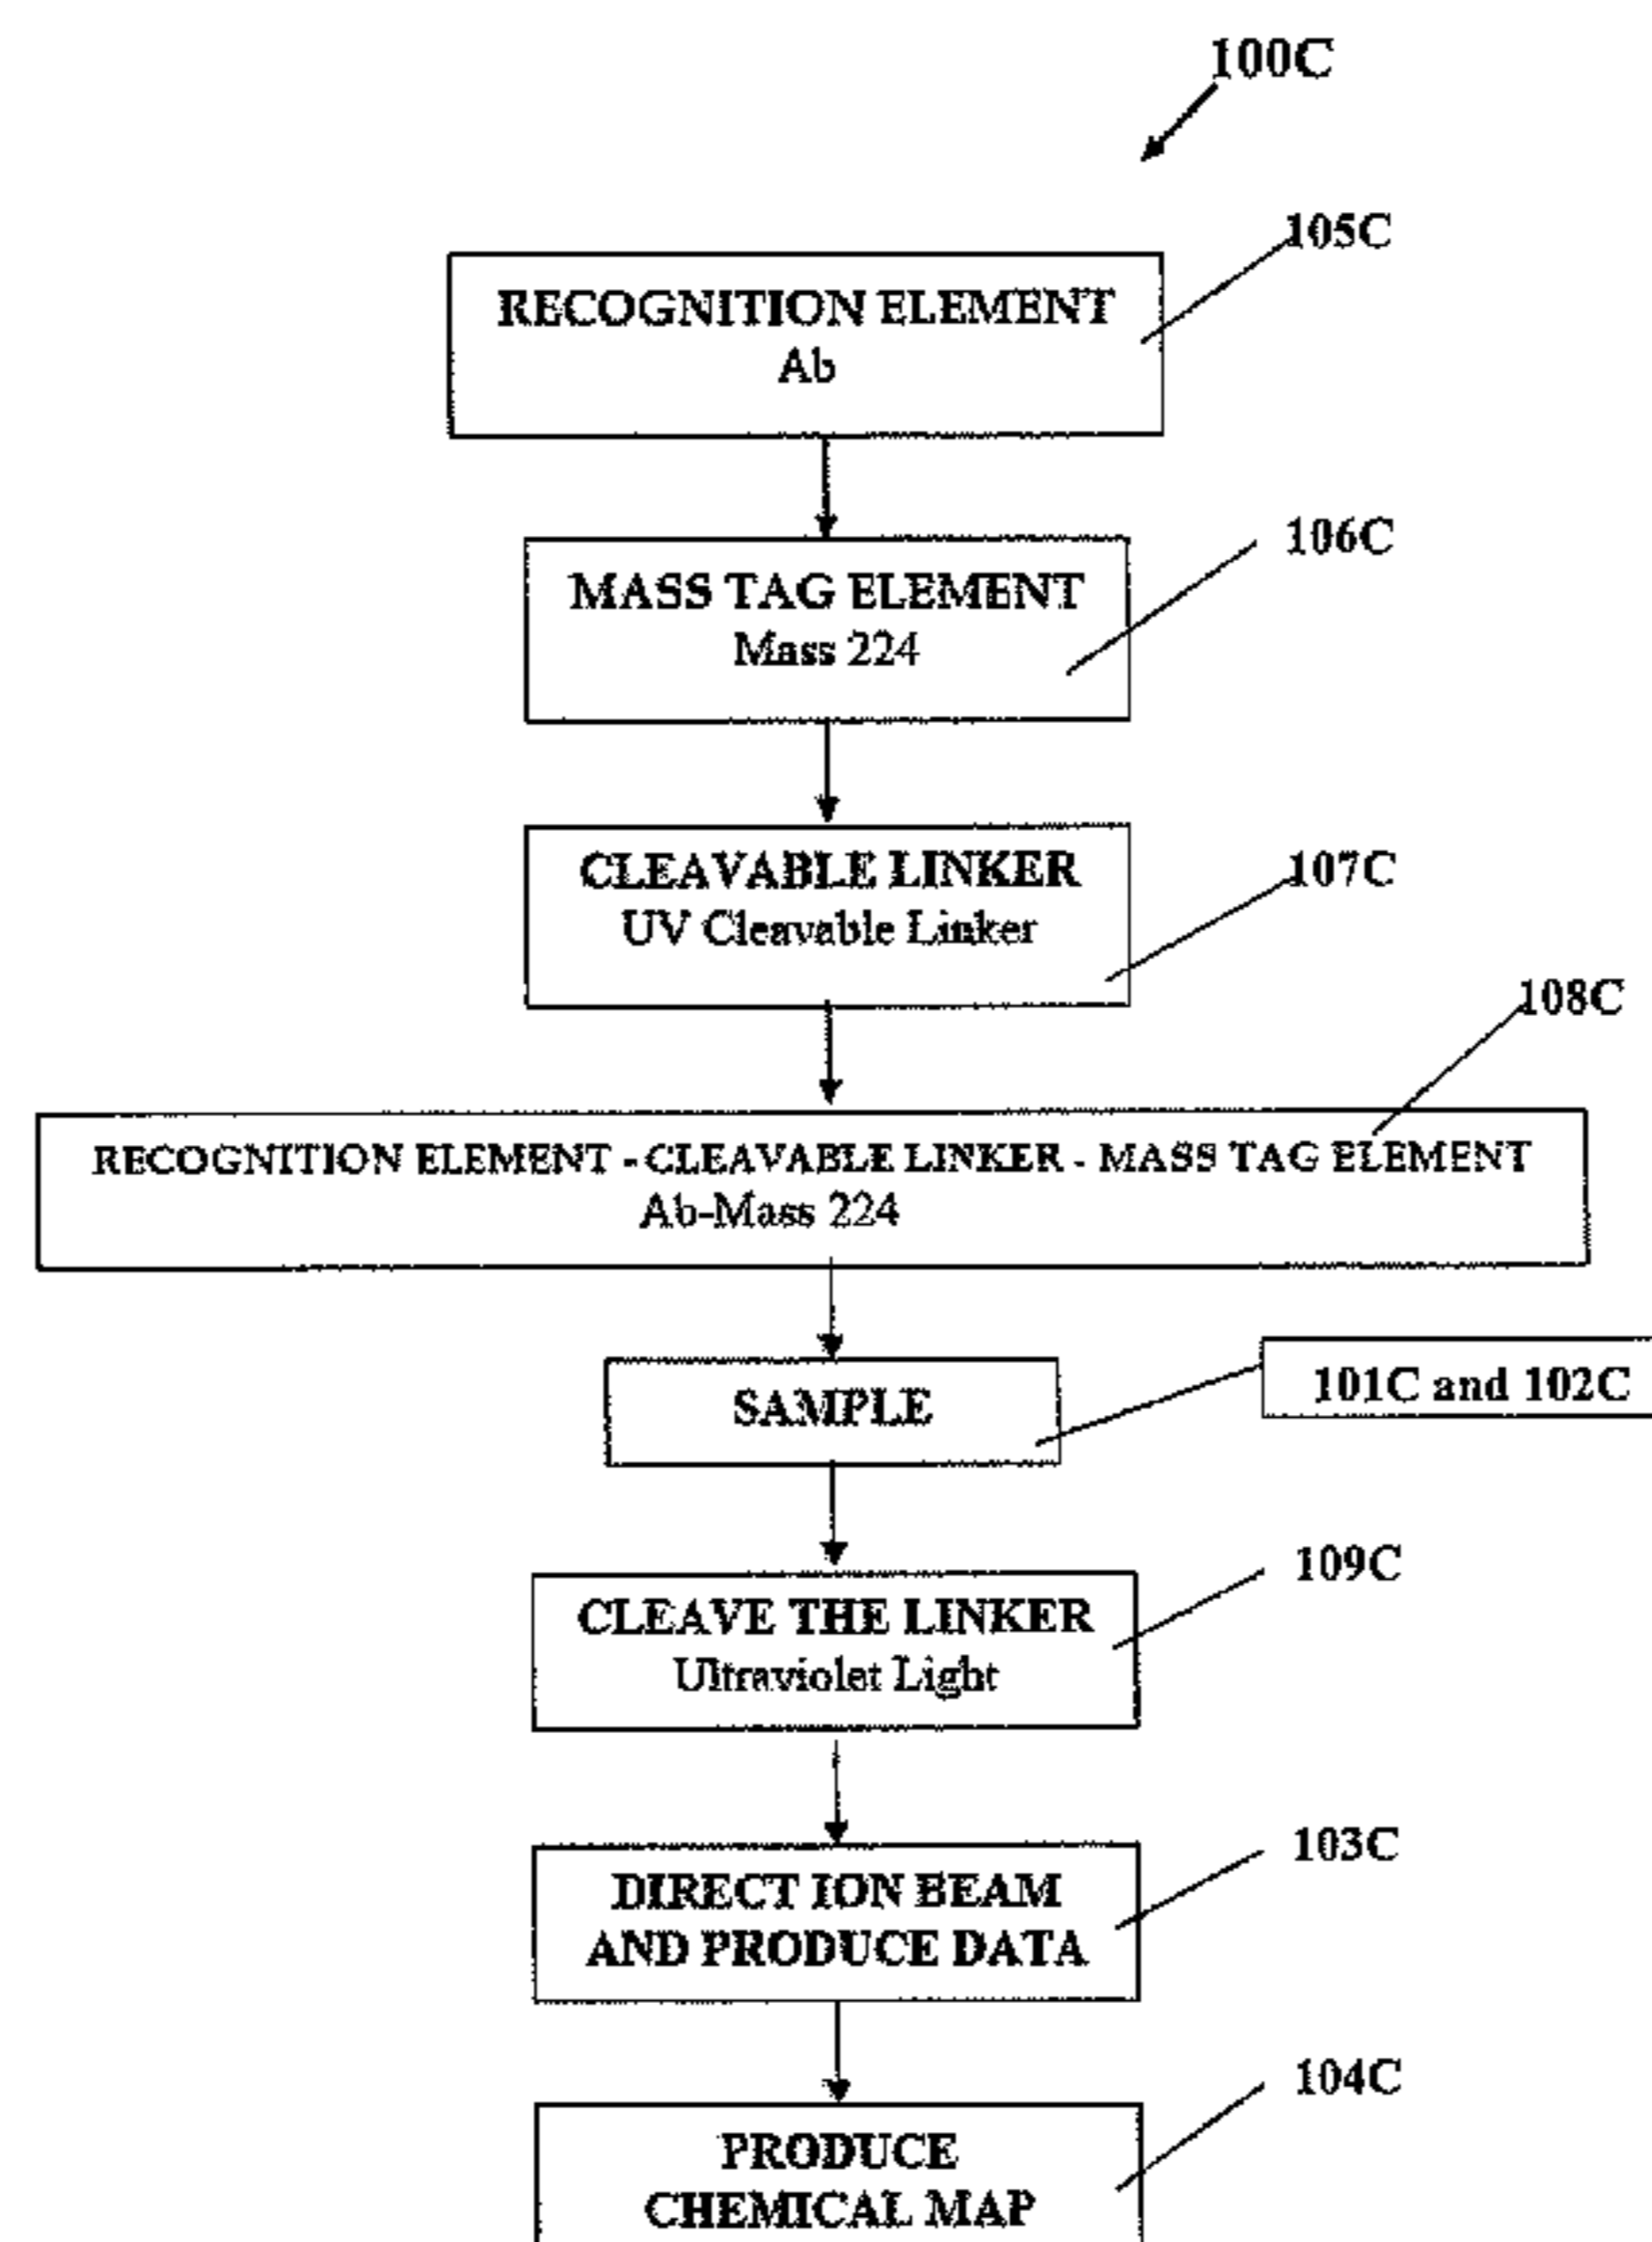 100C
105C
RECOGNITION ELEMENT
Ab
106C
MASS TAG ELEMENT
Mass 224
107C
CLEAVABLE LINKER
UV Cleavable Linker
108C
RECOGNITION ELEMENT - CLEAVABLE LINKER - MASS TAG ELEMENT
Ab-Mass 224
101C and 102C
SAMPLE
109C
CLEAVE THE LINKER
Ultraviolet Light
103C
DIRECT ION BEAM
AND PRODUCE DATA
104C
PRODUCE
CHEMICAL MAP